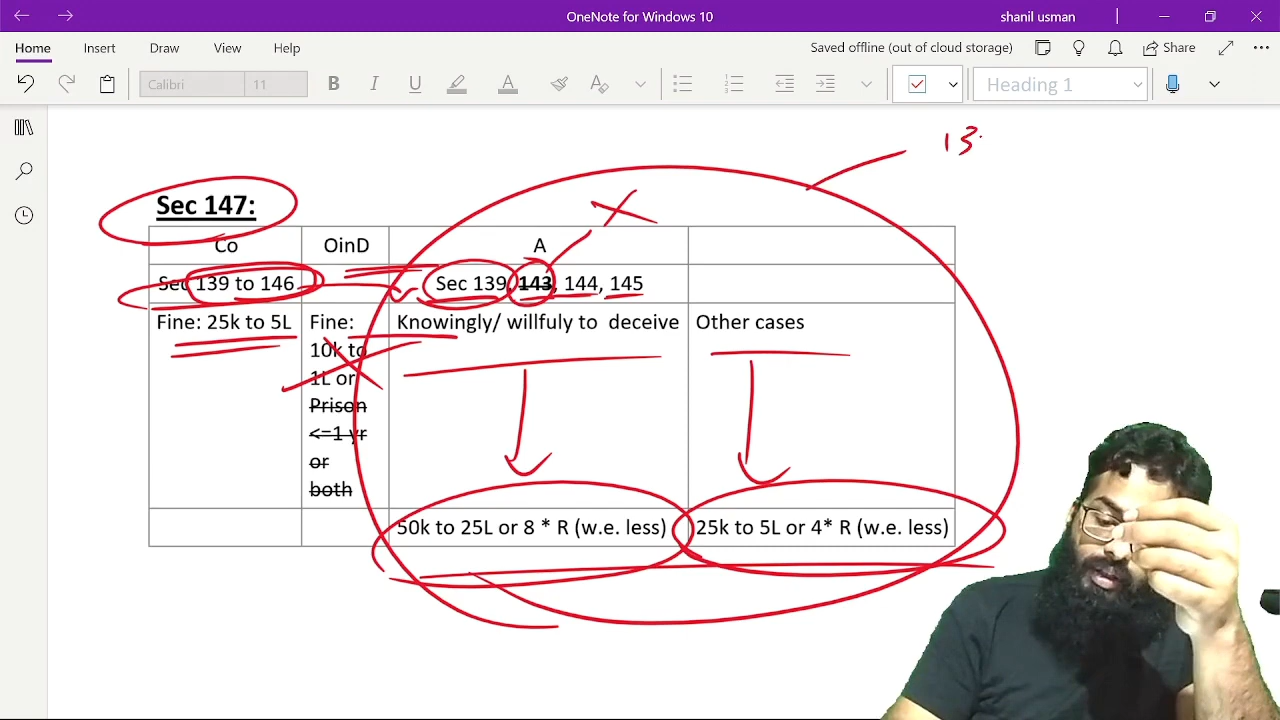 OneNote for Windows 10
shanil usman
Home Insert Draw View Help
Saved offline (out of cloud storage)
Share
Calibri 11
B I U A
Heading 1
13
Sec 147:
Co OinD A
Sec 139 to 146 Sec 139, 143, 144, 145
Fine: 25k to 5L
Fine:
10k to
1L or
Prison
<=1 yr
or
both
Knowingly/ willfuly to deceive
Other cases
50k to 25L or 8 * R (w.e. less) 25k to 5L or 4* R (w.e. less)